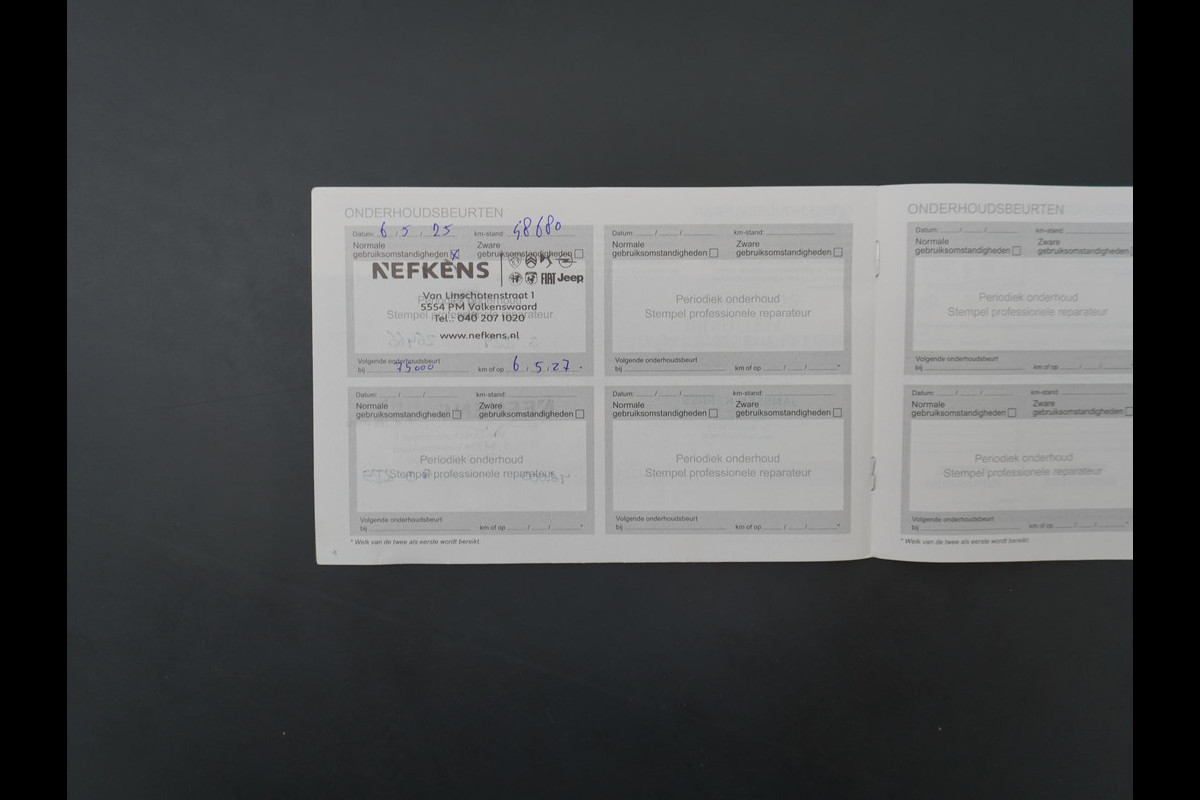 ONDERHOUDSBEURTEN
Datum: 6 / 5 / 25 km-stand: 48680
Normale gebruiksomstandigheden ☒ Zware gebruiksomstandigheden ☐
NEFKENS
FIAT Jeep
Van Linschotenstraat 1
5554 PM Valkenswaard
Tel.: 040 207 1020
www.nefkens.nl
Periodiek onderhoud
Stempel professionele reparateur
Volgende onderhoudsbeurt
bij 75000 km of op 6 / 5 / 27 *
Datum: / / km-stand:
Normale gebruiksomstandigheden ☐ Zware gebruiksomstandigheden ☐
Periodiek onderhoud
Stempel professionele reparateur
Volgende onderhoudsbeurt
bij km of op / / *
Datum: / / km-stand:
Normale gebruiksomstandigheden ☐ Zware gebruiksomstandigheden ☐
Periodiek onderhoud
Stempel professionele reparateur
Volgende onderhoudsbeurt
bij km of op / / *
Datum: / / km-stand:
Normale gebruiksomstandigheden ☐ Zware gebruiksomstandigheden ☐
Periodiek onderhoud
Stempel professionele reparateur
Volgende onderhoudsbeurt
bij km of op / / *
* Welk van de twee als eerste wordt bereikt.
4
ONDERHOUDSBEURTEN
Datum: / / km-stand:
Normale gebruiksomstandigheden ☐ Zware gebruiksomstandigheden
Periodiek onderhoud
Stempel professionele reparateur
Volgende onderhoudsbeurt
bij km of op / / *
Datum: / / km-stand:
Normale gebruiksomstandigheden ☐ Zware gebruiksomstandigheden ☐
Periodiek onderhoud
Stempel professionele reparateur
Volgende onderhoudsbeurt
bij km of op / / *
* Welk van de twee als eerste wordt bereikt.